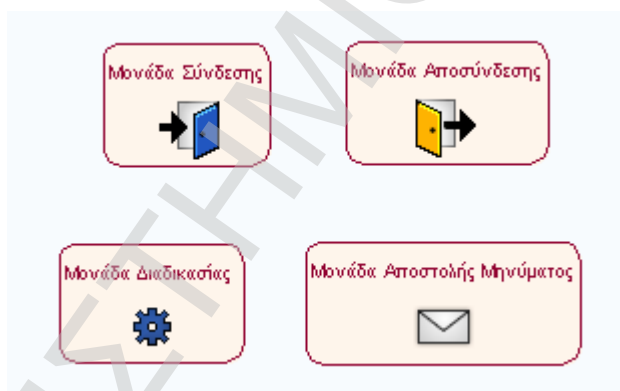 Μονάδα Σύνδεσης
Μονάδα Αποσύνδεσης
Μονάδα Διαδικασίας
Μονάδα Αποστολής Μηνύματος